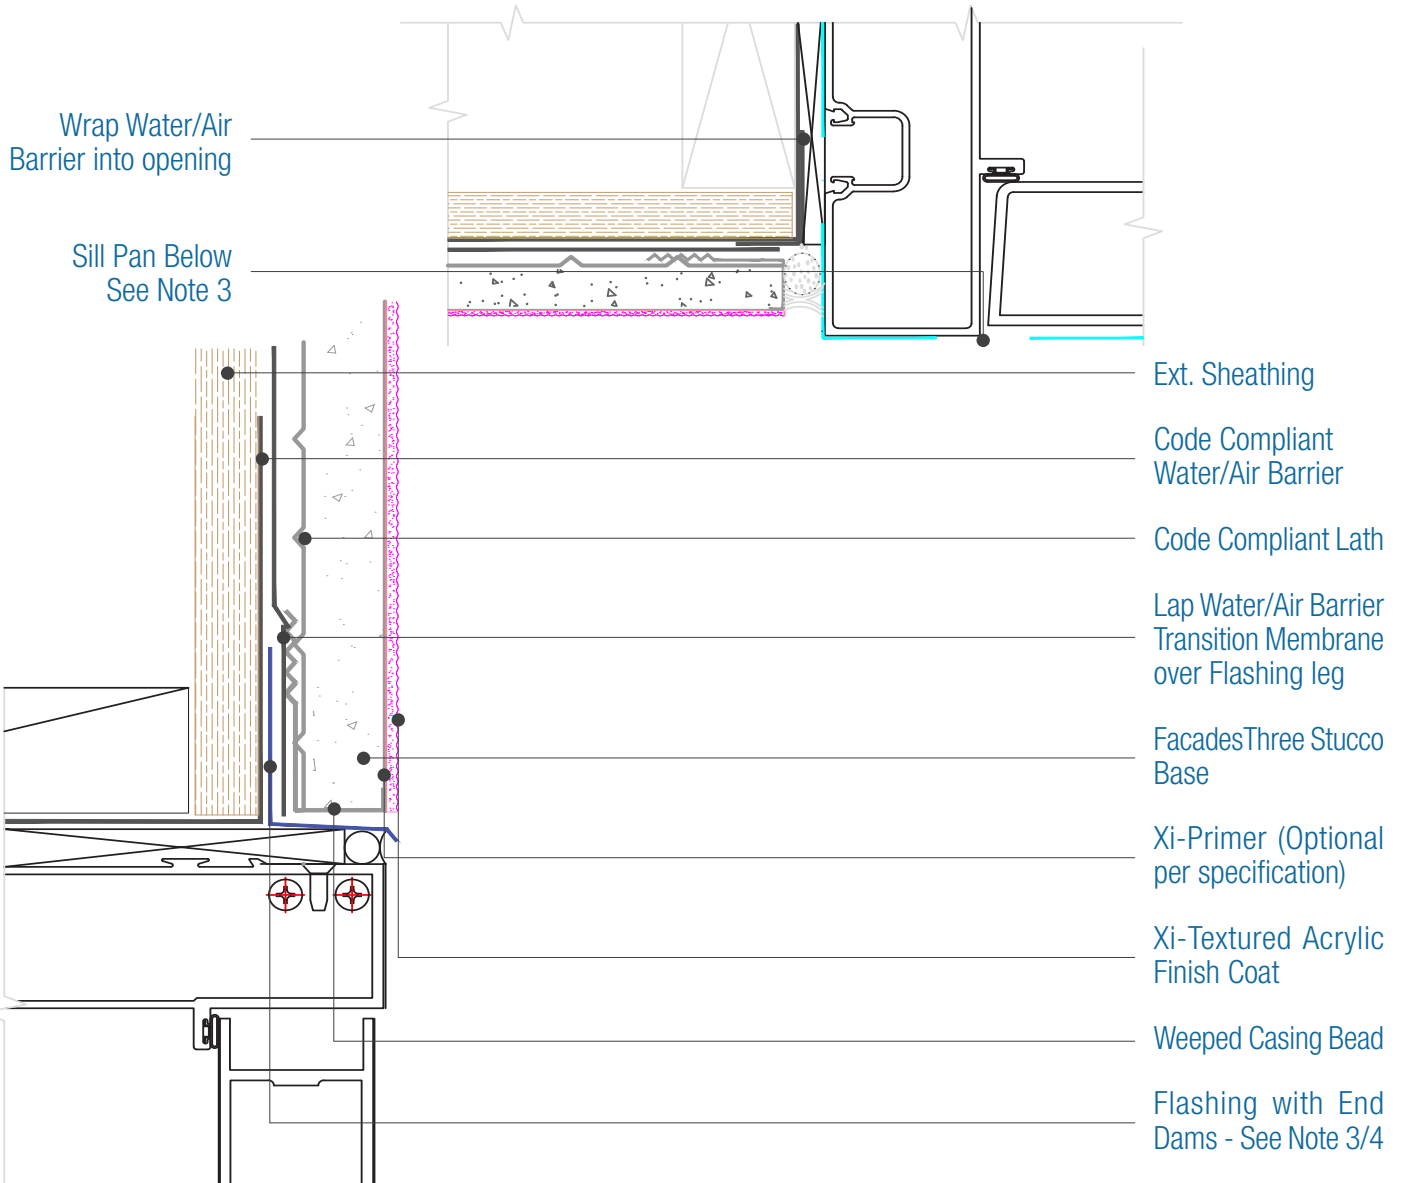 Wrap Water/Air
Barrier into opening
Sill Pan Below
See Note 3
Ext. Sheathing
Code Compliant
Water/Air Barrier
Code Compliant Lath
Lap Water/Air Barrier
Transition Membrane
over Flashing leg
FacadesThree Stucco
Base
Xi-Primer (Optional
per specification)
Xi-Textured Acrylic
Finish Coat
Weeped Casing Bead
Flashing with End
Dams - See Note 3/4